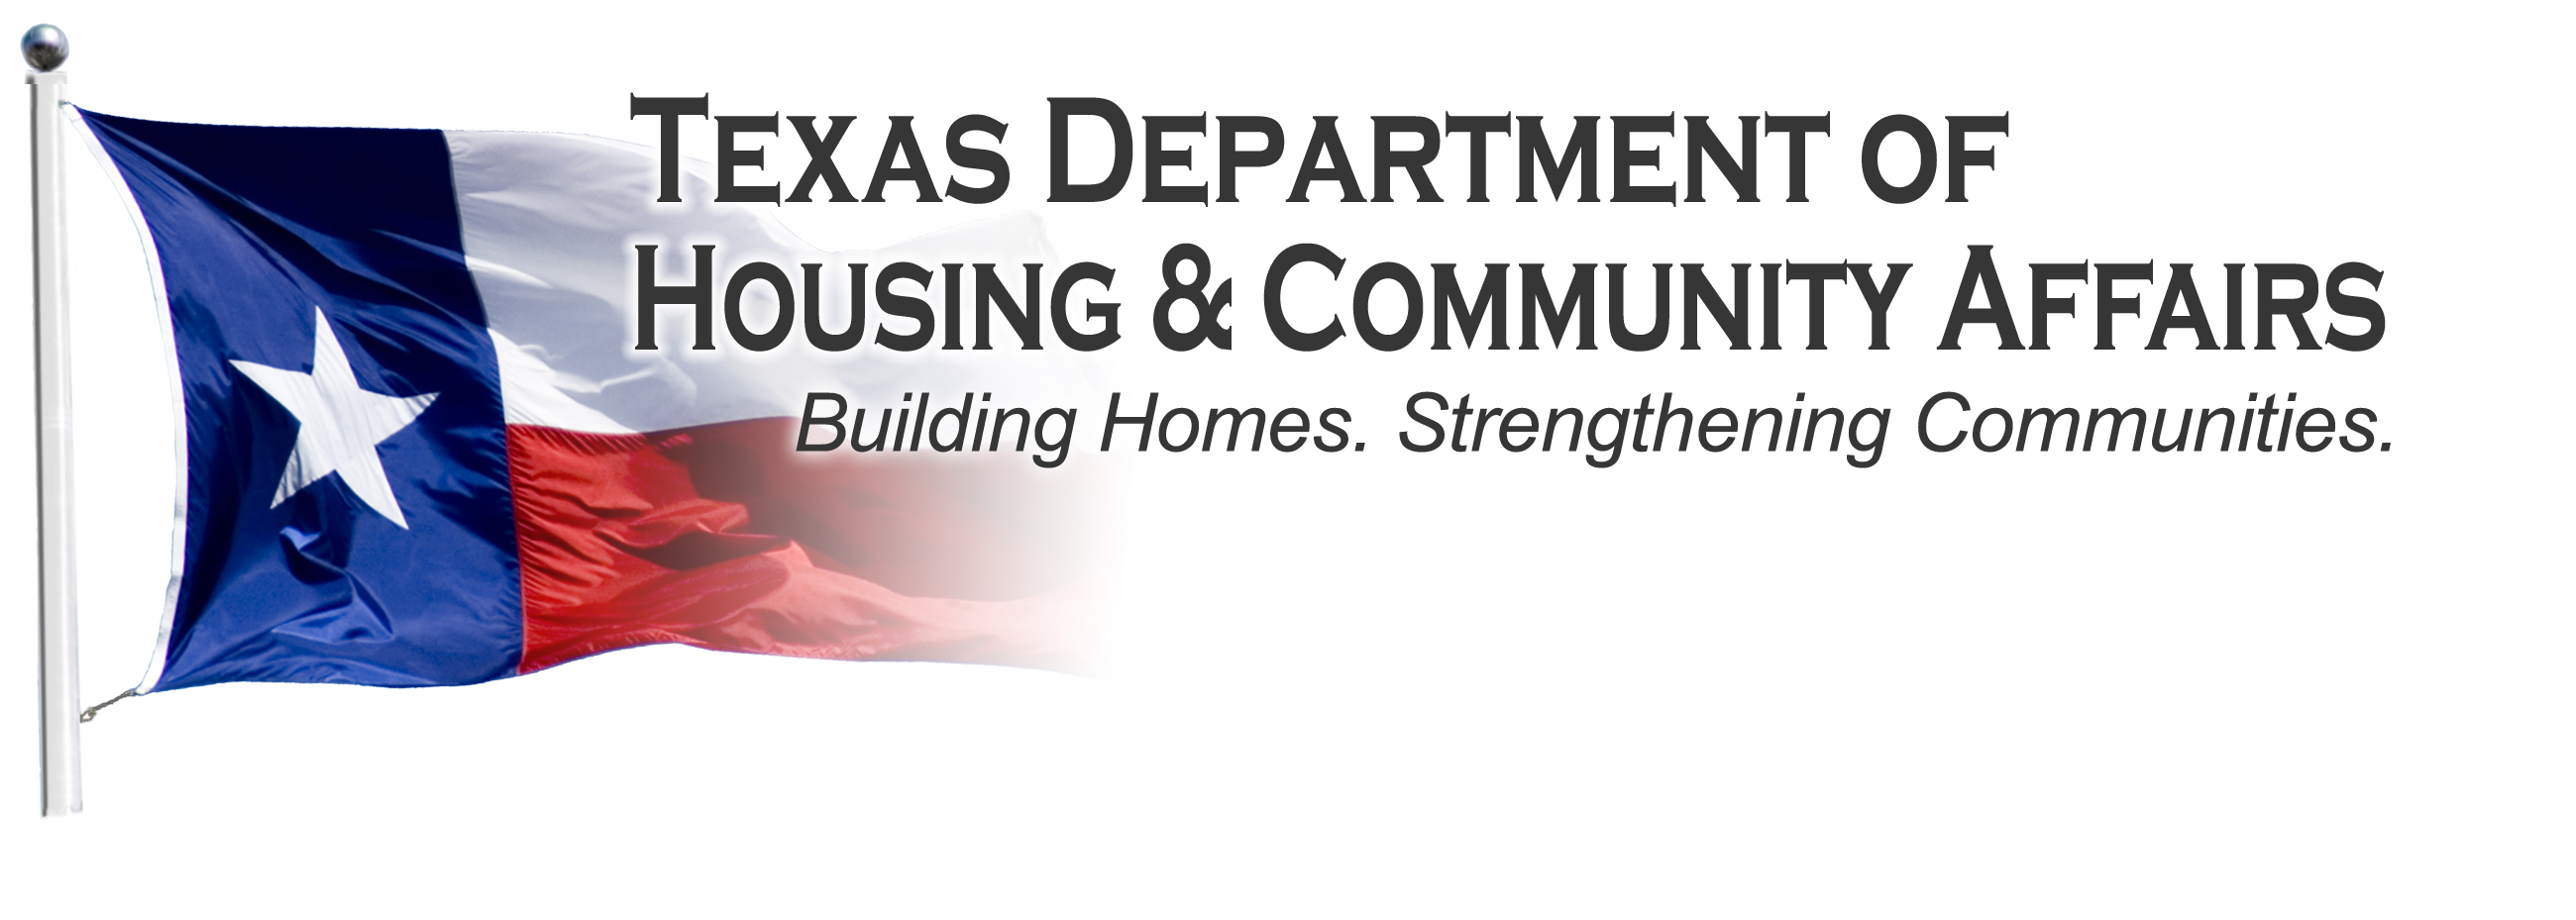 Texas Department of
Housing & Community Affairs
Building Homes. Strengthening Communities.